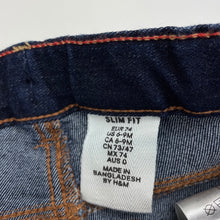 SLIM FIT
EUR 74
US 6-9M
CA 6-9M
CN 73/47
MX 74
AUS 0
MADE IN
BANGLADESH
BY H&M